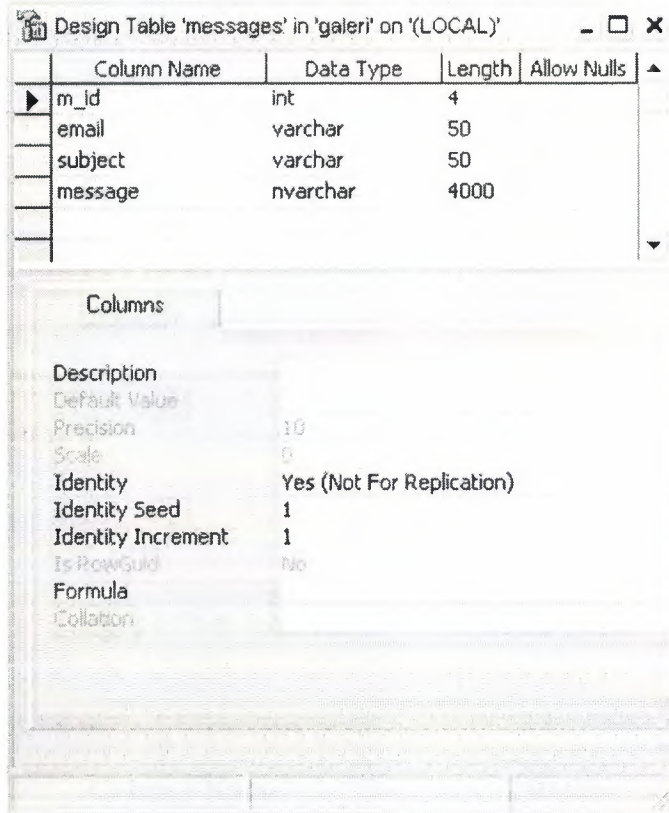 Design Table 'messages' in 'galeri' on '(LOCAL)'
Column Name Data Type Length Allow Nulls
m_id int 4
email varchar 50
subject varchar 50
message nvarchar 4000
Columns
Description
Default Value
Precision 10
Scale 0
Identity Yes (Not For Replication)
Identity Seed 1
Identity Increment 1
Is RowGuid No
Formula
Collation